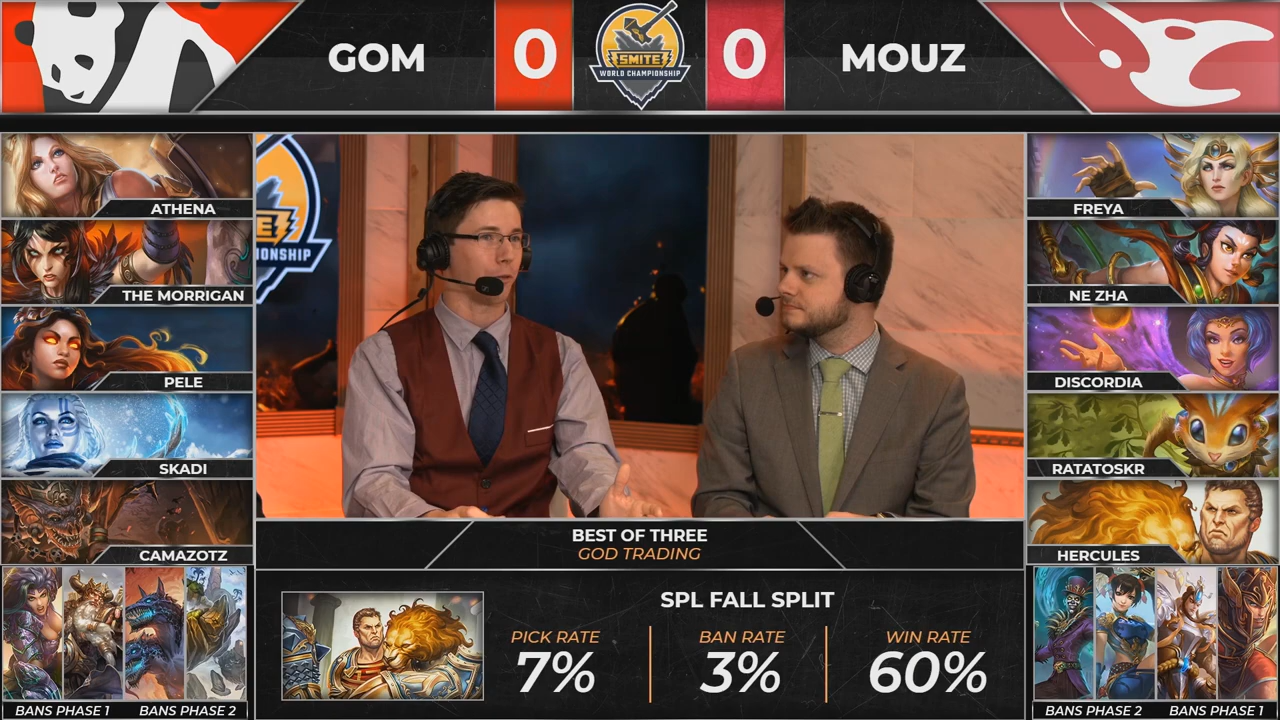 GOM
0
SMITE
WORLD CHAMPIONSHIP
0
MOUZ
ATHENA
THE MORRIGAN
PELE
SKADI
CAMAZOTZ
BANS PHASE 1
BANS PHASE 2
FREYA
NE ZHA
DISCORDIA
RATATOSKR
HERCULES
BANS PHASE 2
BANS PHASE 1
BEST OF THREE
GOD TRADING
SPL FALL SPLIT
PICK RATE
7%
BAN RATE
3%
WIN RATE
60%